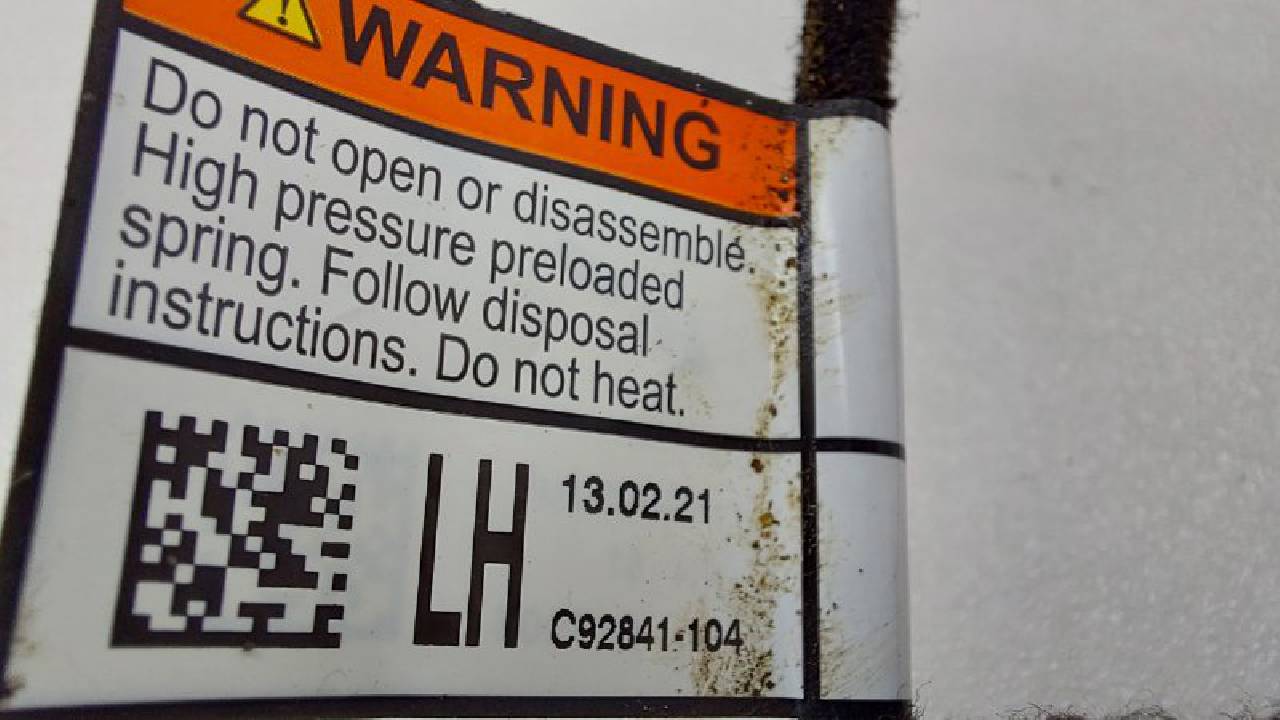 WARNING
Do not open or disassemble.
High pressure preloaded
spring. Follow disposal
instructions. Do not heat.
LH
13.02.21
C92841-104